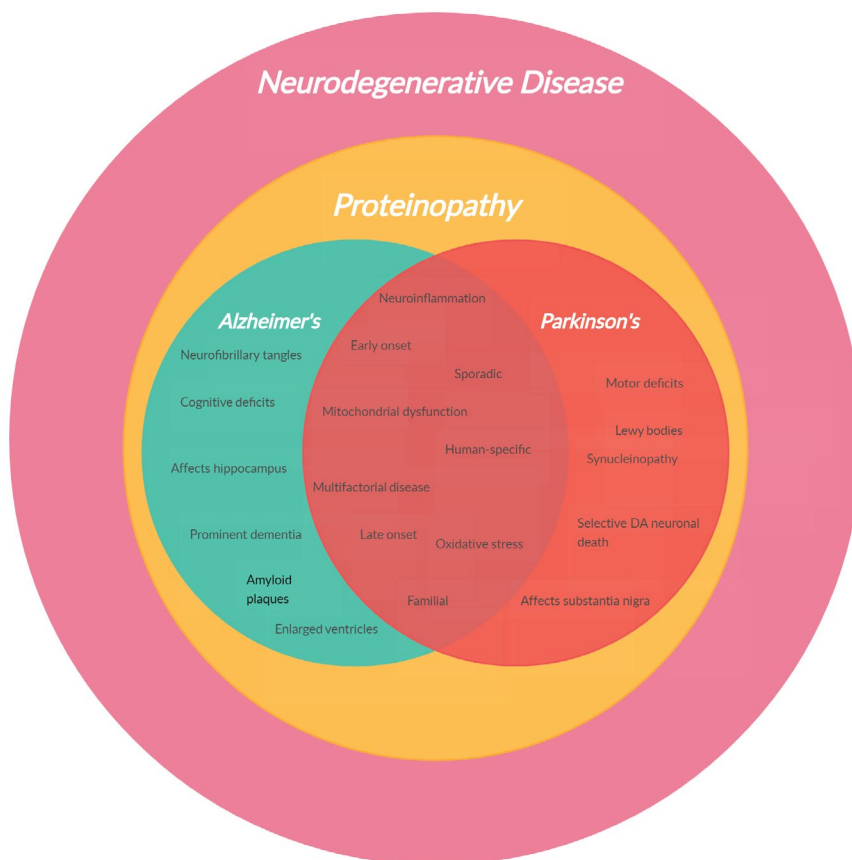 Neurodegenerative Disease
Proteinopathy
Alzheimer's
Neurofibrillary tangles
Cognitive deficits
Affects hippocampus
Prominent dementia
Amyloid
plaques
Enlarged ventricles
Neuroinflammation
Early onset
Sporadic
Mitochondrial dysfunction
Human-specific
Multifactorial disease
Late onset
Oxidative stress
Familial
Parkinson's
Motor deficits
Lewy bodies
Synucleinopathy
Selective DA neuronal
death
Affects substantia nigra